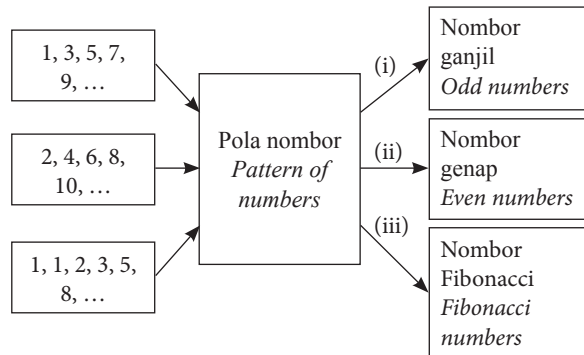 1, 3, 5, 7,
9, …
2, 4, 6, 8,
10, …
1, 1, 2, 3, 5,
8, …
Pola nombor
Pattern of
numbers
(i)
(ii)
(iii)
Nombor
ganjil
Odd numbers
Nombor
genap
Even numbers
Nombor
Fibonacci
Fibonacci
numbers